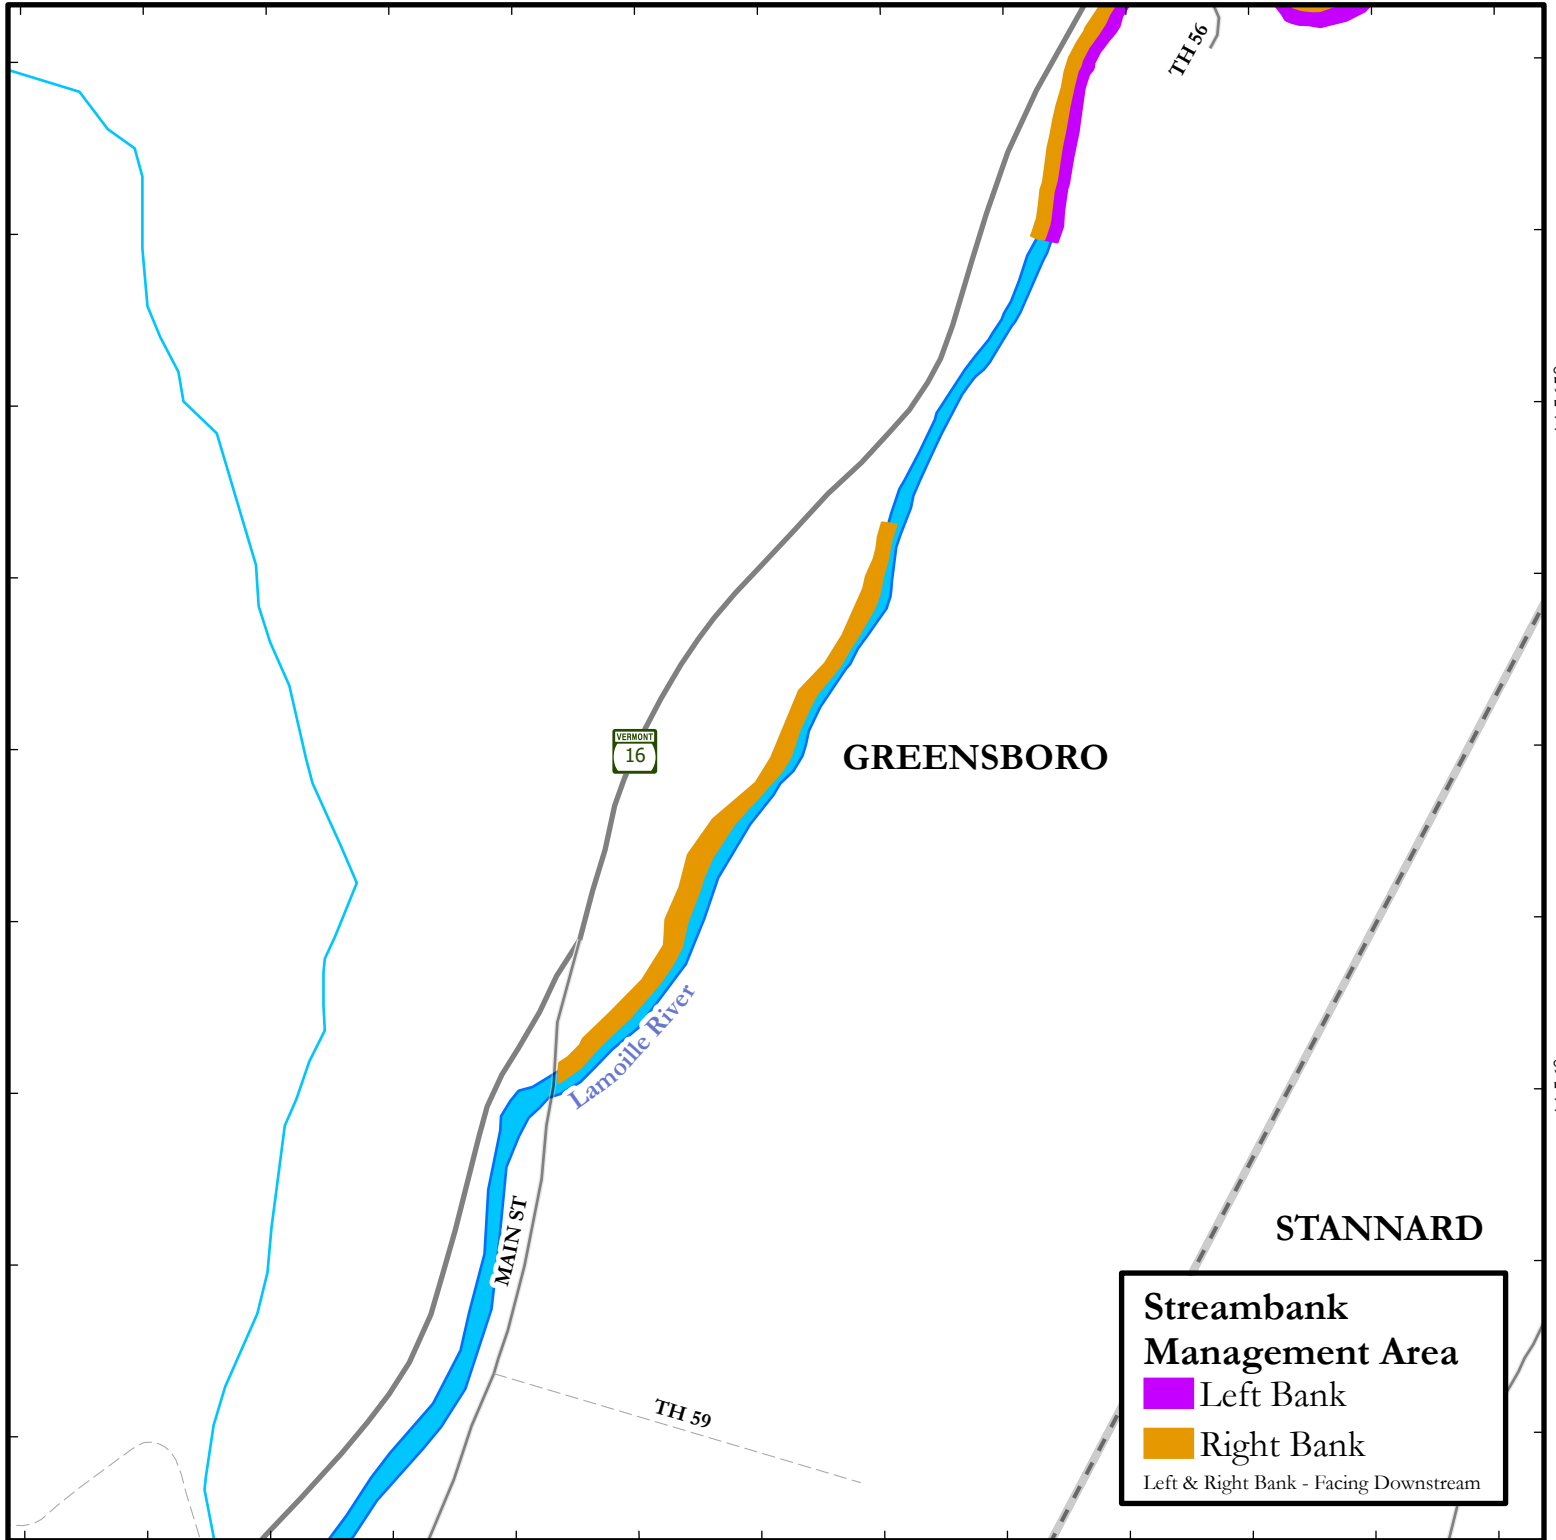 TH 56
VERMONT
16
GREENSBORO
Lamoille River
MAIN ST
STANNARD
TH 59
Streambank
Management Area
Left Bank
Right Bank
Left & Right Bank - Facing Downstream